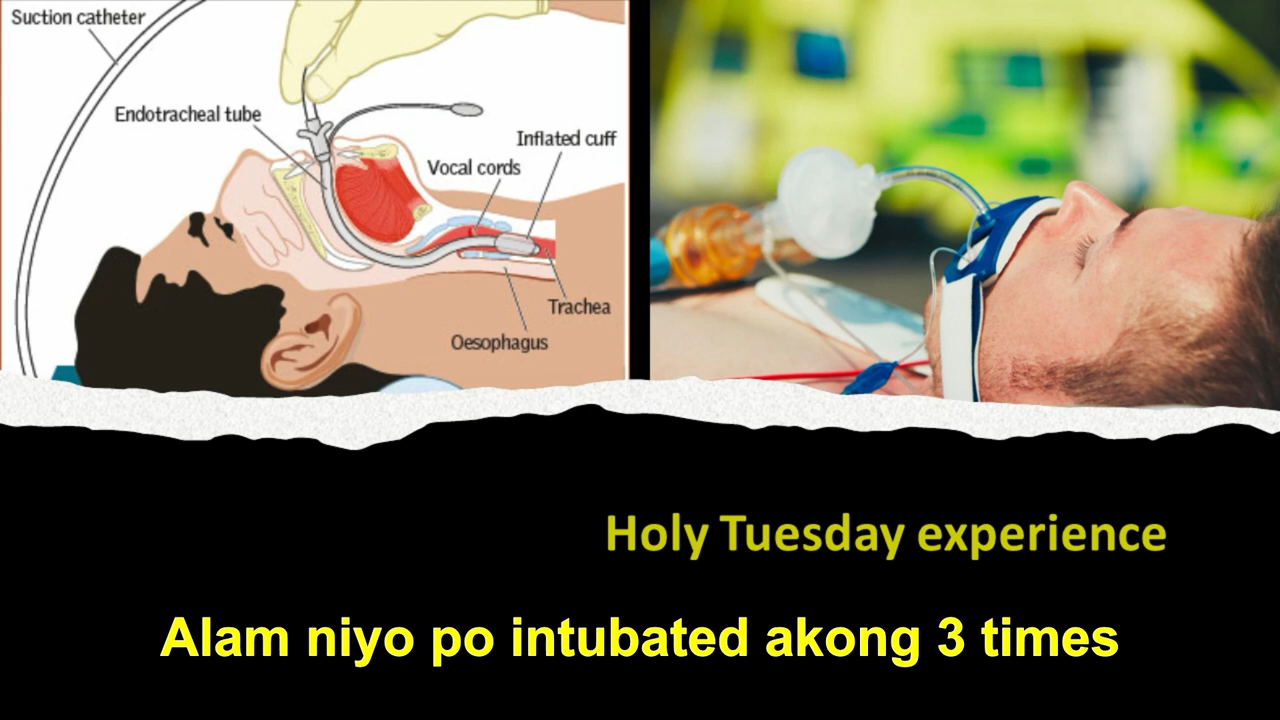 Suction catheter
Endotracheal tube
Inflated cuff
Vocal cords
Trachea
Oesophagus
Holy Tuesday experience
Alam niyo po intubated akong 3 times